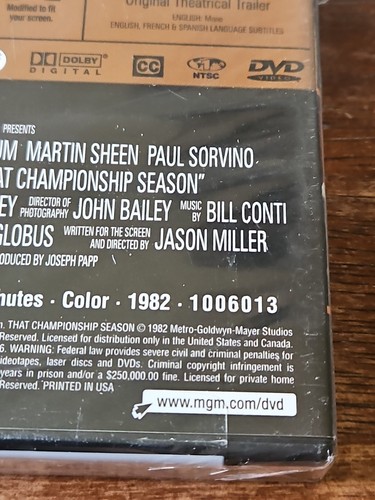 Modified to fit
your screen.
Original Theatrical Trailer
ENGLISH: Mono
ENGLISH, FRENCH & SPANISH LANGUAGE SUBTITLES
DOLBY
DIGITAL
CC
1
NTSC
DVD
VIDEO
PRESENTS
UM MARTIN SHEEN PAUL SORVINO
AT CHAMPIONSHIP SEASON"
EY DIRECTOR OF PHOTOGRAPHY JOHN BAILEY MUSIC BY BILL CONTI
GLOBUS WRITTEN FOR THE SCREEN AND DIRECTED BY JASON MILLER
ODUCED BY JOSEPH PAPP
nutes · Color · 1982 · 1006013
n. THAT CHAMPIONSHIP SEASON © 1982 Metro-Goldwyn-Mayer Studios
Reserved. Licensed for distribution only in the United States and Canada.
6. WARNING: Federal law provides severe civil and criminal penalties for
videotapes, laser discs and DVDs. Criminal copyright infringement is
years in prison and/or a $250,000.00 fine. Licensed for private home
Reserved. PRINTED IN USA
www.mgm.com/dvd